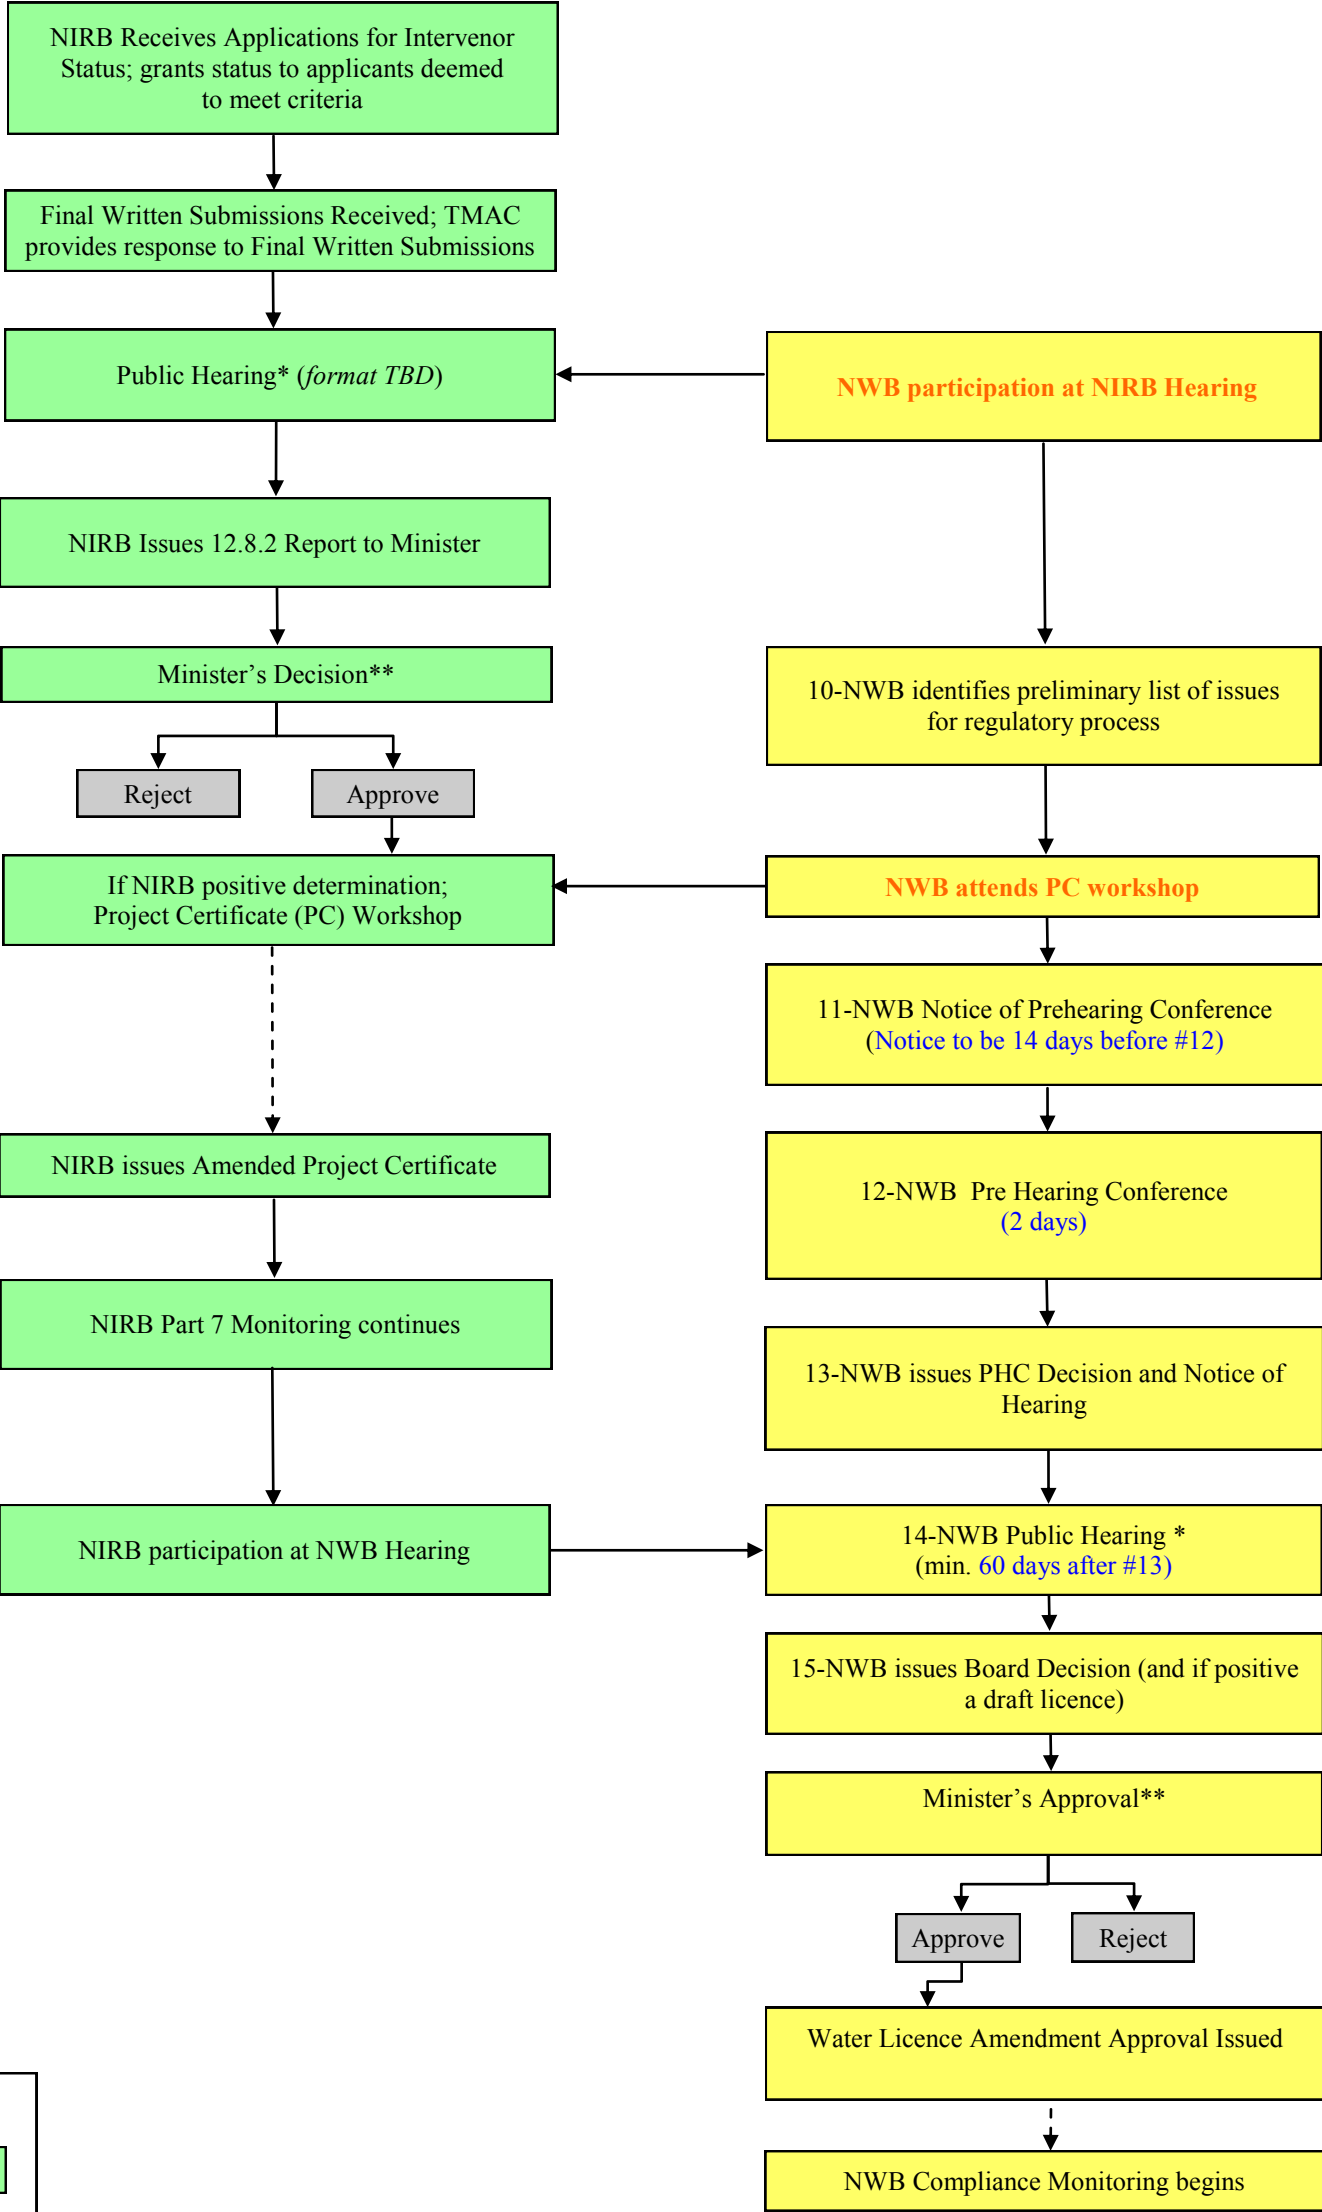 NIRB Receives Applications for Intervenor
Status; grants status to applicants deemed
to meet criteria
Final Written Submissions Received; TMAC
provides response to Final Written Submissions
Public Hearing* (format TBD)
NIRB Issues 12.8.2 Report to Minister
Minister’s Decision**
Reject
Approve
If NIRB positive determination;
Project Certificate (PC) Workshop
NIRB issues Amended Project Certificate
NIRB Part 7 Monitoring continues
NIRB participation at NWB Hearing
NWB participation at NIRB Hearing
10-NWB identifies preliminary list of issues
for regulatory process
NWB attends PC workshop
11-NWB Notice of Prehearing Conference
(Notice to be 14 days before #12)
12-NWB Pre Hearing Conference
(2 days)
13-NWB issues PHC Decision and Notice of
Hearing
14-NWB Public Hearing *
(min. 60 days after #13)
15-NWB issues Board Decision (and if positive
a draft licence)
Minister’s Approval**
Approve
Reject
Water Licence Amendment Approval Issued
NWB Compliance Monitoring begins